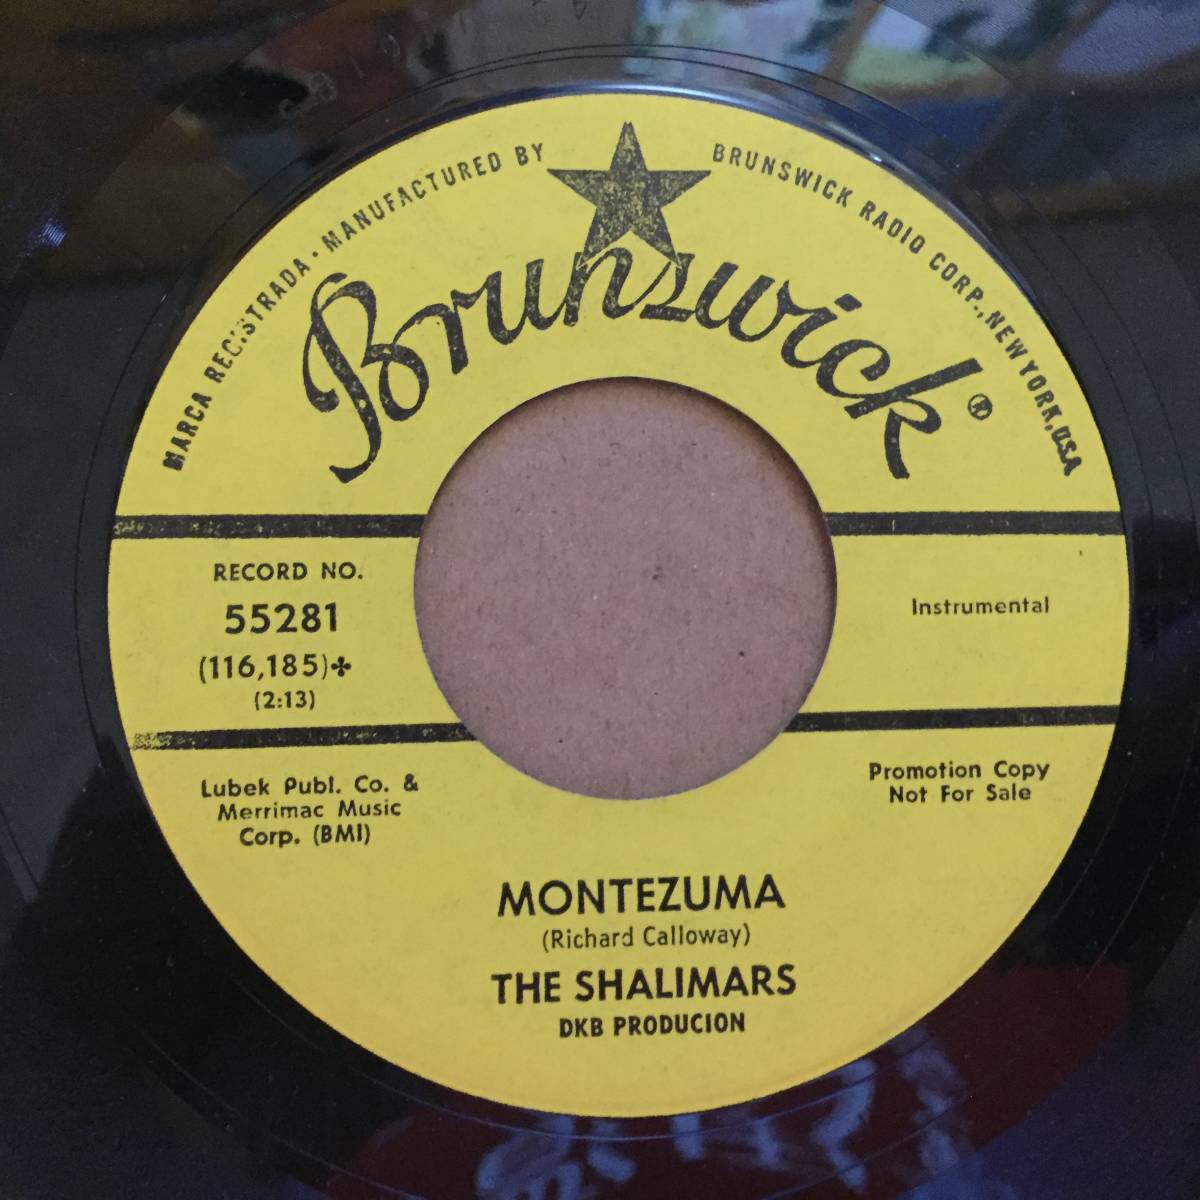 MARCA REGISTRADA · MANUFACTURED BY BRUNSWICK RADIO CORP., NEW YORK, USA
Brunswick®
RECORD NO.
55281
(116,185)✤
(2:13)
Instrumental
Lubek Publ. Co. &
Merrimac Music
Corp. (BMI)
Promotion Copy
Not For Sale
MONTEZUMA
(Richard Calloway)
THE SHALIMARS
DKB PRODUCION